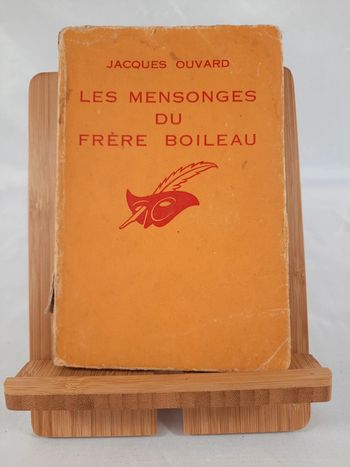 JACQUES OUVARD
LES MENSONGES
DU
FRÈRE BOILEAU